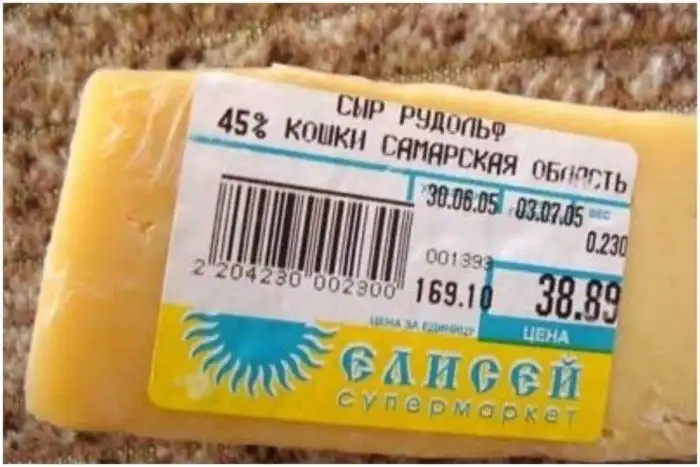 СЫР РУДОЛЬФ
45% КОШКИ САМАРСКАЯ ОБЛАСТЬ
30.06.05 03.07.05 ВЕС
0.230
001393
2 204230 002300 169.10 38.89
ЦЕНА ЗА ЕДИНИЦУ ЦЕНА
ЕЛИСЕЙ
супермаркет